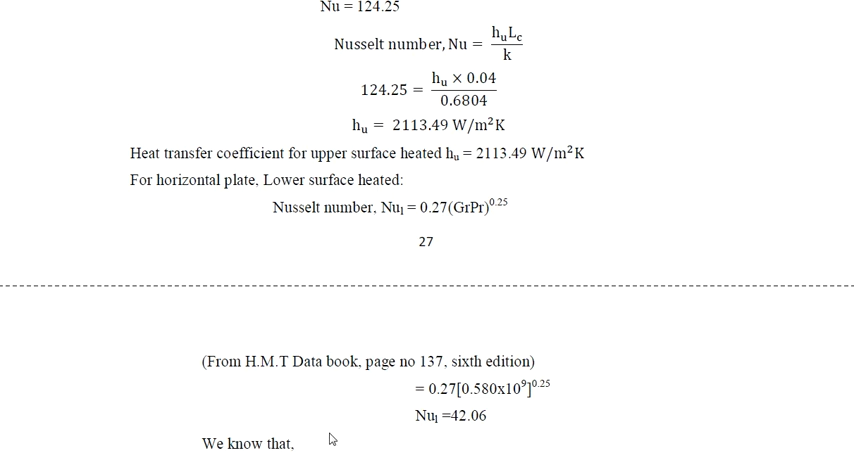 Nu = 124.25
Nusselt number, Nu = h_uL_c / k
124.25 = h_u × 0.04 / 0.6804
h_u = 2113.49 W/m²K
Heat transfer coefficient for upper surface heated h_u = 2113.49 W/m²K
For horizontal plate, Lower surface heated:
Nusselt number, Nu_l = 0.27(GrPr)^0.25
27
(From H.M.T Data book, page no 137, sixth edition)
= 0.27[0.580x10⁹]^0.25
Nu_l =42.06
We know that,